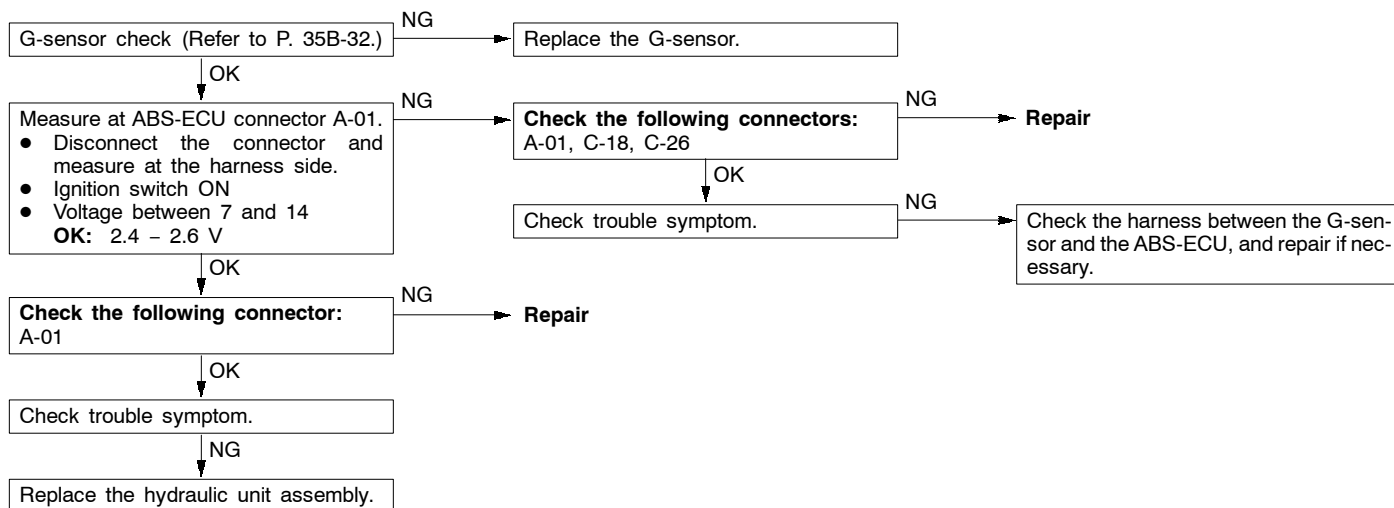 G-sensor check (Refer to P. 35B-32.)
NG
Replace the G-sensor.
OK
Measure at ABS-ECU connector A-01.
● Disconnect the connector and
measure at the harness side.
● Ignition switch ON
● Voltage between 7 and 14
OK: 2.4 – 2.6 V
NG
Check the following connectors:
A-01, C-18, C-26
NG
Repair
OK
Check trouble symptom.
NG
Check the harness between the G-sen-
sor and the ABS-ECU, and repair if nec-
essary.
OK
Check the following connector:
A-01
NG
Repair
OK
Check trouble symptom.
NG
Replace the hydraulic unit assembly.